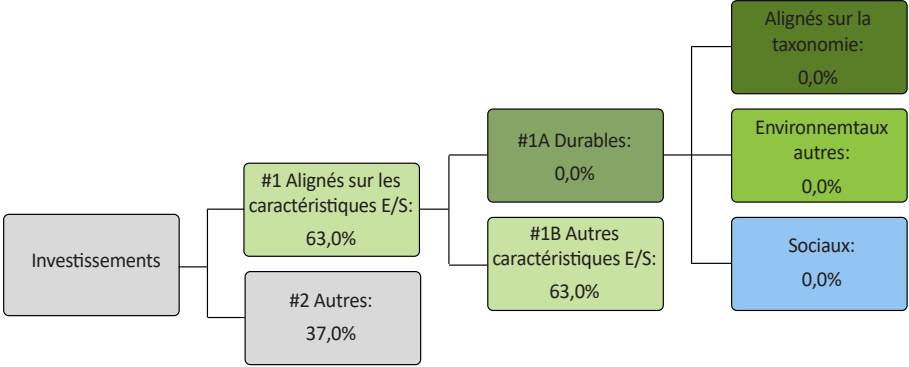 Investissements
#1 Alignés sur les
caractéristiques E/S:
63,0%
#2 Autres:
37,0%
#1A Durables:
0,0%
#1B Autres
caractéristiques E/S:
63,0%
Alignés sur la
taxonomie:
0,0%
Environnemtaux
autres:
0,0%
Sociaux:
0,0%